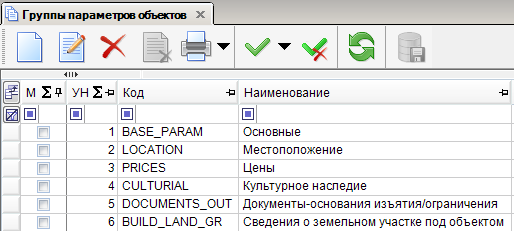 Группы параметров объектов
М Σ УН Σ Код Наименование
1 BASE_PARAM Основные
2 LOCATION Местоположение
3 PRICES Цены
4 CULTURIAL Культурное наследие
5 DOCUMENTS_OUT Документы-основания изъятия/ограничения
6 BUILD_LAND_GR Сведения о земельном участке под объектом